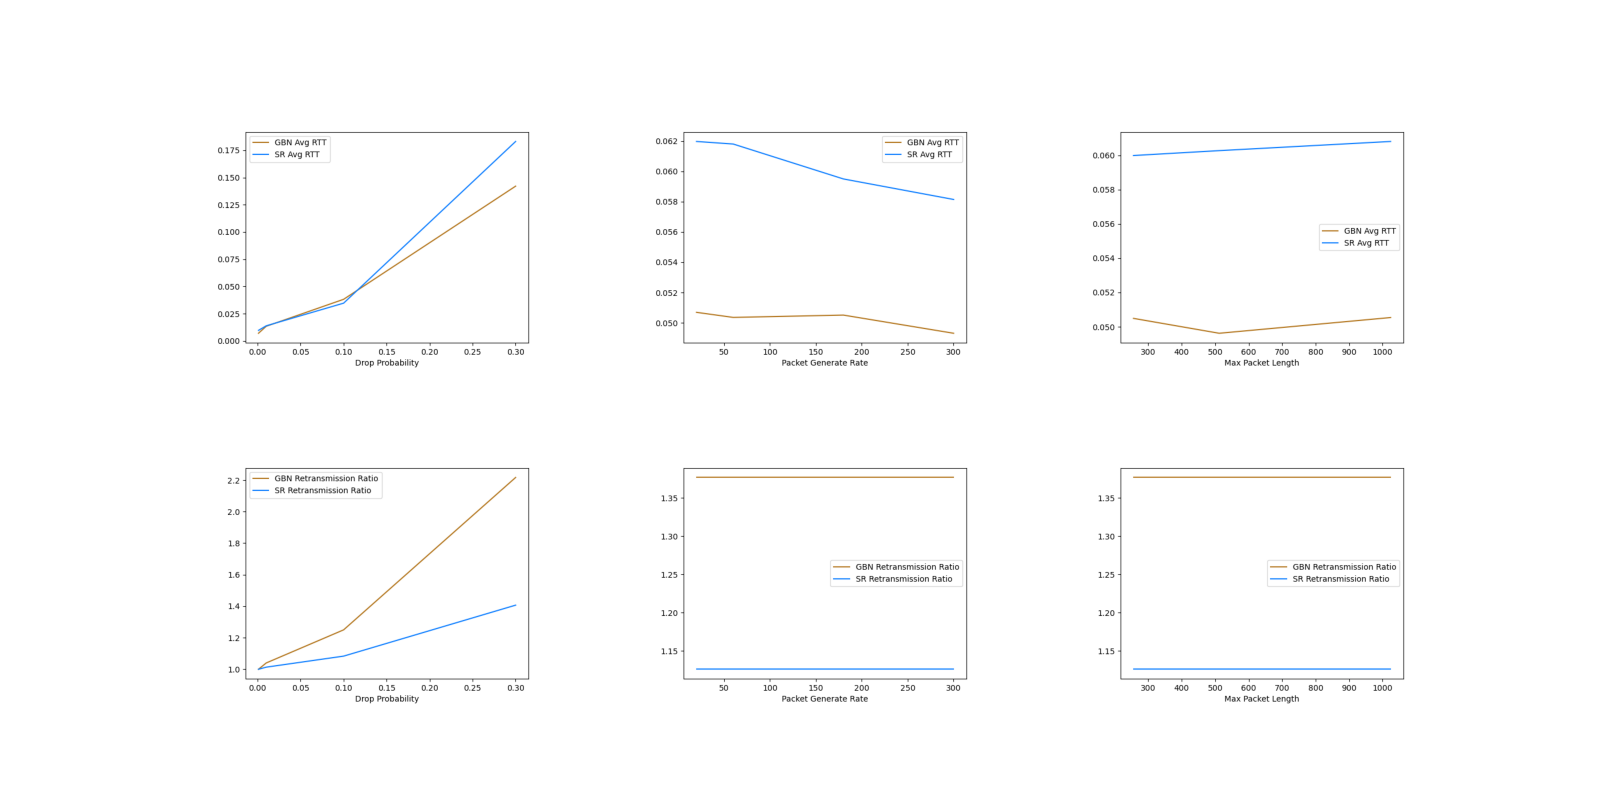 GBN Avg RTT
SR Avg RTT
0.175
0.150
0.125
0.100
0.075
0.050
0.025
0.000
0.00 0.05 0.10 0.15 0.20 0.25 0.30
Drop Probability
GBN Avg RTT
SR Avg RTT
0.062
0.060
0.058
0.056
0.054
0.052
0.050
50 100 150 200 250 300
Packet Generate Rate
GBN Avg RTT
SR Avg RTT
0.060
0.058
0.056
0.054
0.052
0.050
300 400 500 600 700 800 900 1000
Max Packet Length
GBN Retransmission Ratio
SR Retransmission Ratio
2.2
2.0
1.8
1.6
1.4
1.2
1.0
0.00 0.05 0.10 0.15 0.20 0.25 0.30
Drop Probability
GBN Retransmission Ratio
SR Retransmission Ratio
1.35
1.30
1.25
1.20
1.15
50 100 150 200 250 300
Packet Generate Rate
GBN Retransmission Ratio
SR Retransmission Ratio
1.35
1.30
1.25
1.20
1.15
300 400 500 600 700 800 900 1000
Max Packet Length